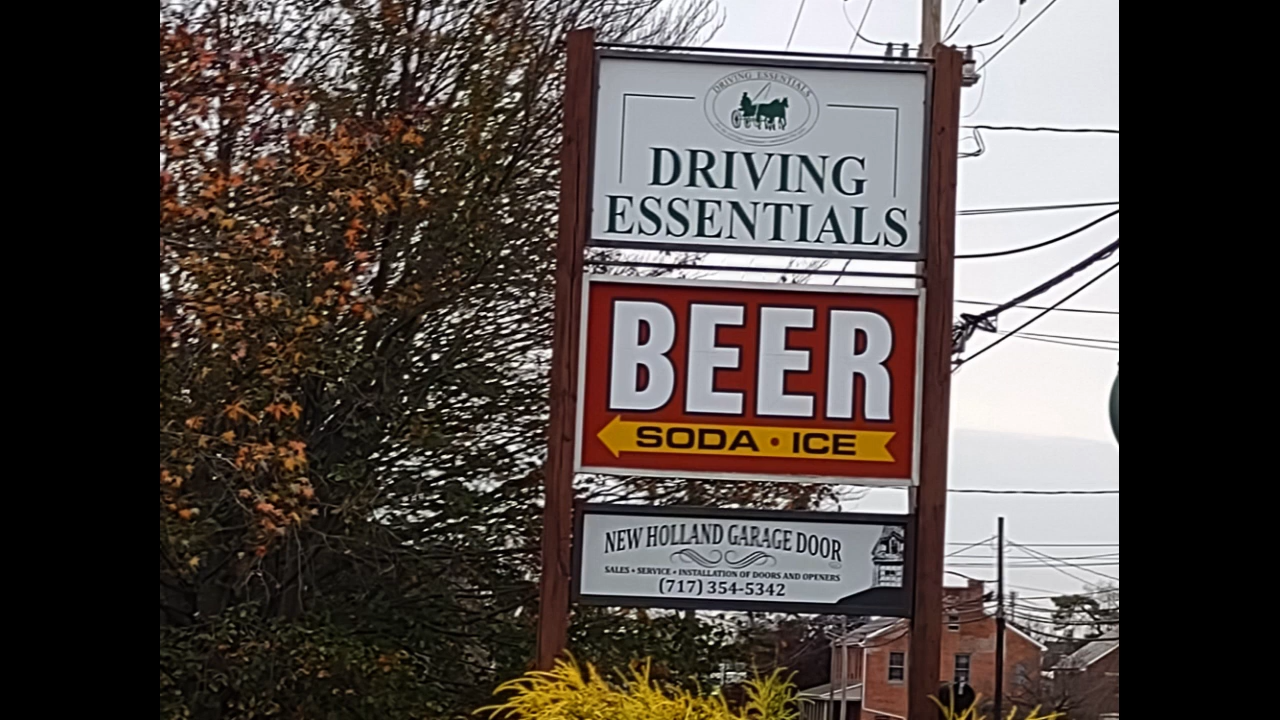 DRIVING ESSENTIALS
DRIVING
ESSENTIALS
BEER
SODA • ICE
NEW HOLLAND GARAGE DOOR
SALES • SERVICE • INSTALLATION OF DOORS AND OPENERS
(717) 354-5342